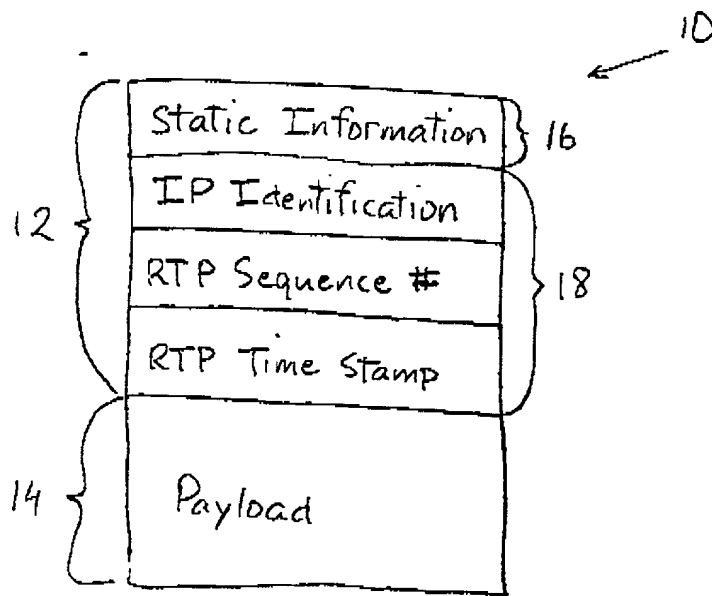 10
Static Information
16
IP Identification
12
RTP Sequence #
18
RTP Time Stamp
14
Payload